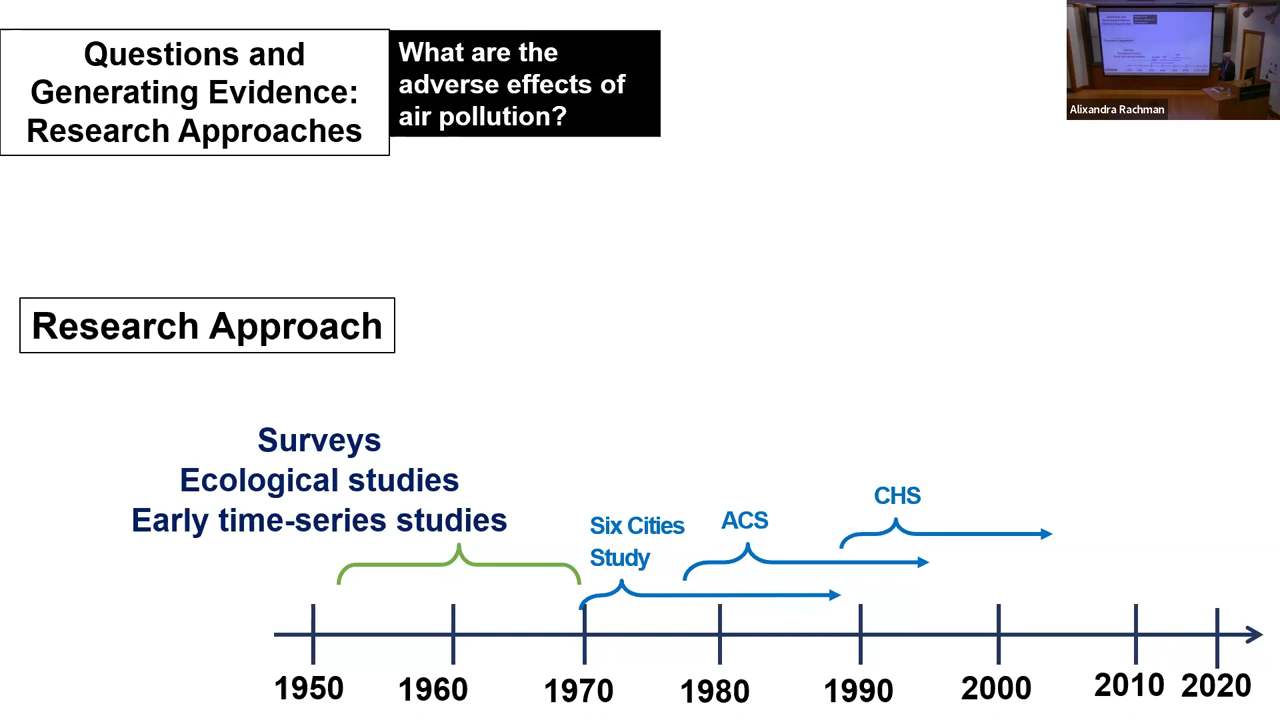 Questions and
Generating Evidence:
Research Approaches
What are the
adverse effects of
air pollution?
Alixandra Rachman
Research Approach
Surveys
Ecological studies
Early time-series studies
Six Cities
Study
ACS
CHS
1950 1960 1970 1980 1990 2000 2010 2020